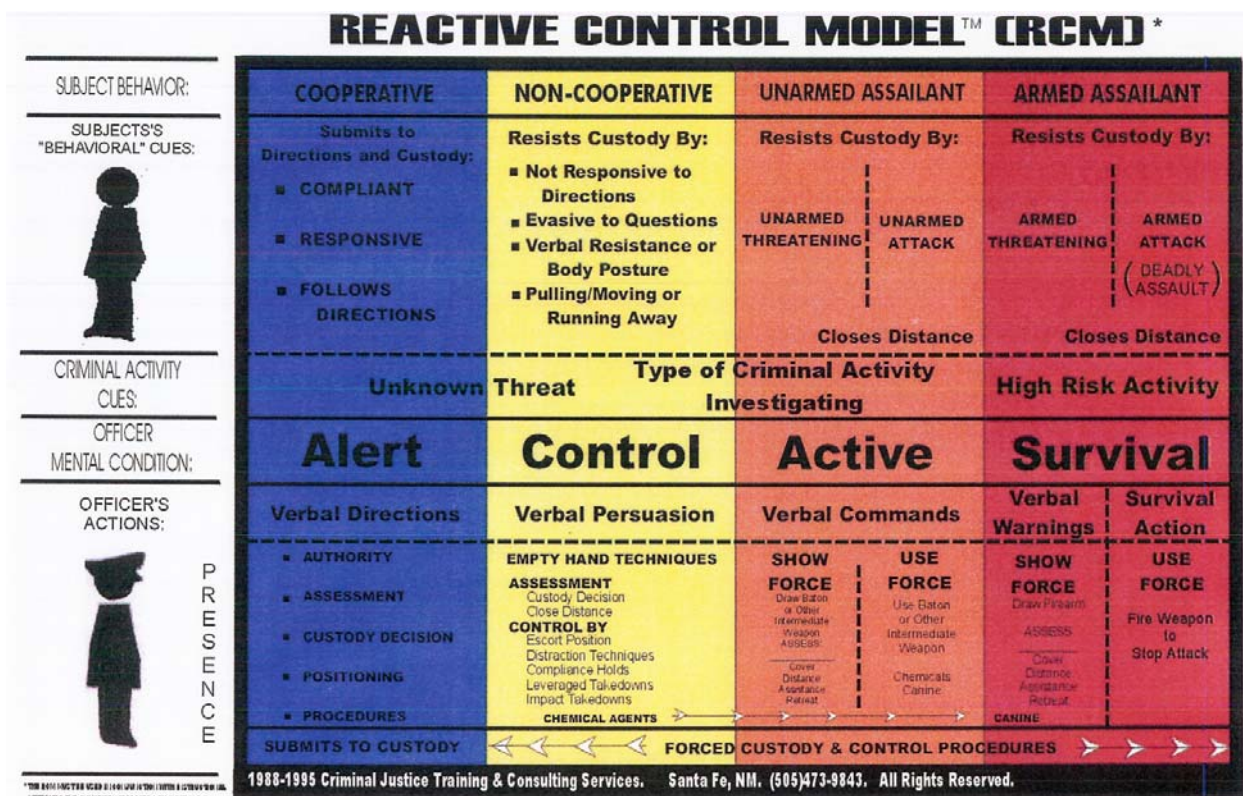 REACTIVE CONTROL MODEL™ (RCM)*
SUBJECT BEHAVIOR:
COOPERATIVE
NON-COOPERATIVE
UNARMED ASSAILANT
ARMED ASSAILANT
SUBJECTS'S
"BEHAVIORAL" CUES:
Submits to
Directions and Custody:
■ COMPLIANT
■ RESPONSIVE
■ FOLLOWS
DIRECTIONS
Resists Custody By:
■ Not Responsive to
Directions
■ Evasive to Questions
■ Verbal Resistance or
Body Posture
■ Pulling/Moving or
Running Away
Resists Custody By:
UNARMED
THREATENING
UNARMED
ATTACK
Closes Distance
Resists Custody By:
ARMED
THREATENING
ARMED
ATTACK
(DEADLY
ASSAULT)
Closes Distance
CRIMINAL ACTIVITY
CUES:
Unknown Threat
Type of Criminal Activity
Investigating
High Risk Activity
OFFICER
MENTAL CONDITION:
Alert
Control
Active
Survival
OFFICER'S
ACTIONS:
PRESENCE
Verbal Directions
Verbal Persuasion
Verbal Commands
Verbal
Warnings
Survival
Action
■ AUTHORITY
■ ASSESSMENT
■ CUSTODY DECISION
■ POSITIONING
■ PROCEDURES
EMPTY HAND TECHNIQUES
ASSESSMENT
Custody Decision
Close Distance
CONTROL BY
Escort Position
Distraction Techniques
Compliance Holds
Leveraged Takedowns
Impact Takedowns
CHEMICAL AGENTS
SHOW
FORCE
Draw Baton
or Other
Intermediate
Weapon
ASSESS:
Cover
Distance
Assistance
Retreat
USE
FORCE
Use Baton
or Other
Intermediate
Weapon
Chemicals
Canine
SHOW
FORCE
Draw Firearm
ASSESS
Cover
Distance
Assistance
Retreat
CANINE
USE
FORCE
Fire Weapon
to
Stop Attack
SUBMITS TO CUSTODY
FORCED CUSTODY & CONTROL PROCEDURES
1988-1995 Criminal Justice Training & Consulting Services. Santa Fe, NM. (505)473-9843. All Rights Reserved.